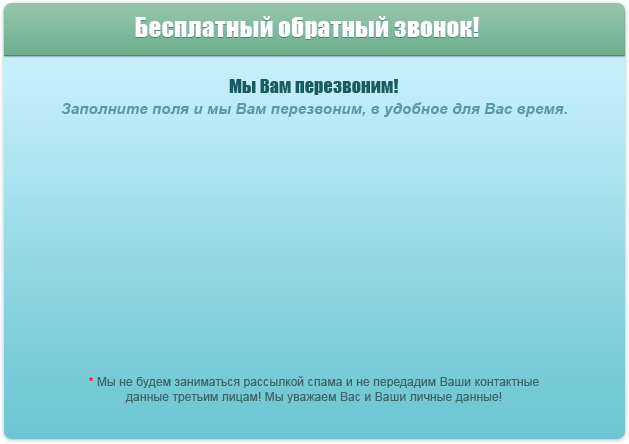 Бесплатный обратный звонок!
Мы Вам перезвоним!
Заполните поля и мы Вам перезвоним, в удобное для Вас время.
* Мы не будем заниматься рассылкой спама и не передадим Ваши контактные
данные третьим лицам! Мы уважаем Вас и Ваши личные данные!